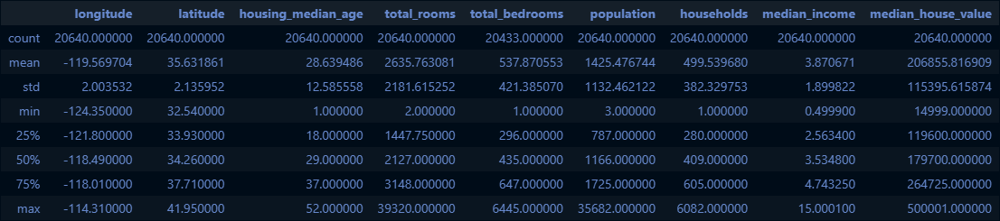 longitude latitude housing_median_age total_rooms total_bedrooms population households median_income median_house_value
count 20640.000000 20640.000000 20640.000000 20640.000000 20433.000000 20640.000000 20640.000000 20640.000000 20640.000000
mean -119.569704 35.631861 28.639486 2635.763081 537.870553 1425.476744 499.539680 3.870671 206855.816909
std 2.003532 2.135952 12.585558 2181.615252 421.385070 1132.462122 382.329753 1.899822 115395.615874
min -124.350000 32.540000 1.000000 2.000000 1.000000 3.000000 1.000000 0.499900 14999.000000
25% -121.800000 33.930000 18.000000 1447.750000 296.000000 787.000000 280.000000 2.563400 119600.000000
50% -118.490000 34.260000 29.000000 2127.000000 435.000000 1166.000000 409.000000 3.534800 179700.000000
75% -118.010000 37.710000 37.000000 3148.000000 647.000000 1725.000000 605.000000 4.743250 264725.000000
max -114.310000 41.950000 52.000000 39320.000000 6445.000000 35682.000000 6082.000000 15.000100 500001.000000